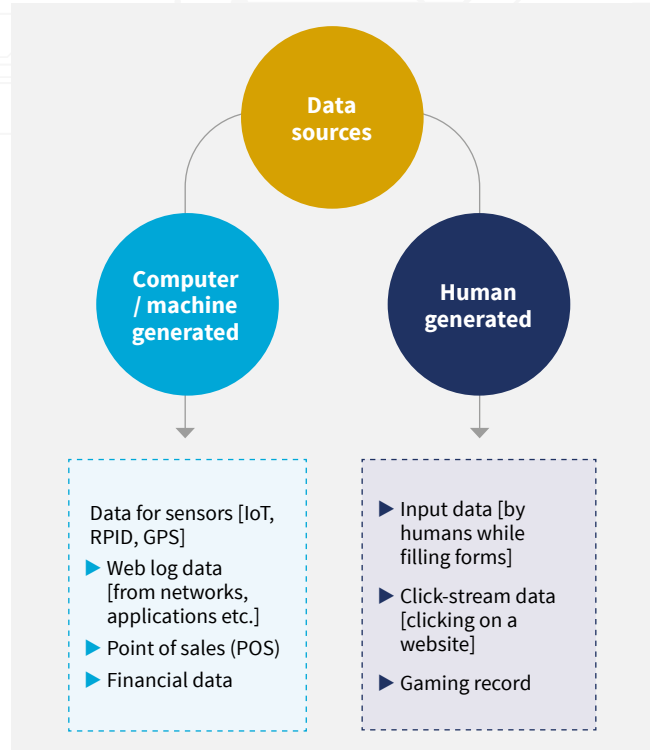 Data
sources
Computer
/ machine
generated
Human
generated
Data for sensors [IoT,
RPID, GPS]
▶ Web log data
[from networks,
applications etc.]
▶ Point of sales (POS)
▶ Financial data
▶ Input data [by
humans while
filling forms]
▶ Click-stream data
[clicking on a
website]
▶ Gaming record